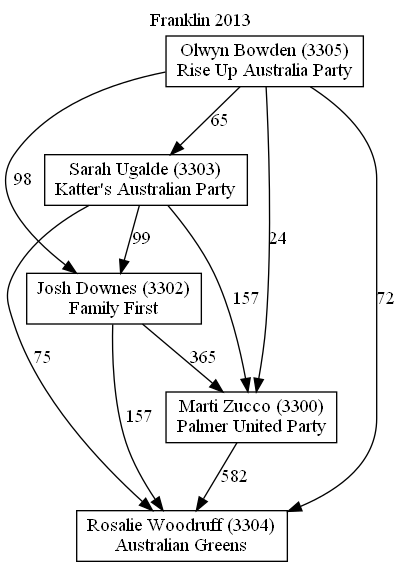 Franklin 2013
Olwyn Bowden (3305)
Rise Up Australia Party
65
Sarah Ugalde (3303)
Katter's Australian Party
98
99
24
157
72
Josh Downes (3302)
Family First
75
365
157
Marti Zucco (3300)
Palmer United Party
582
Rosalie Woodruff (3304)
Australian Greens